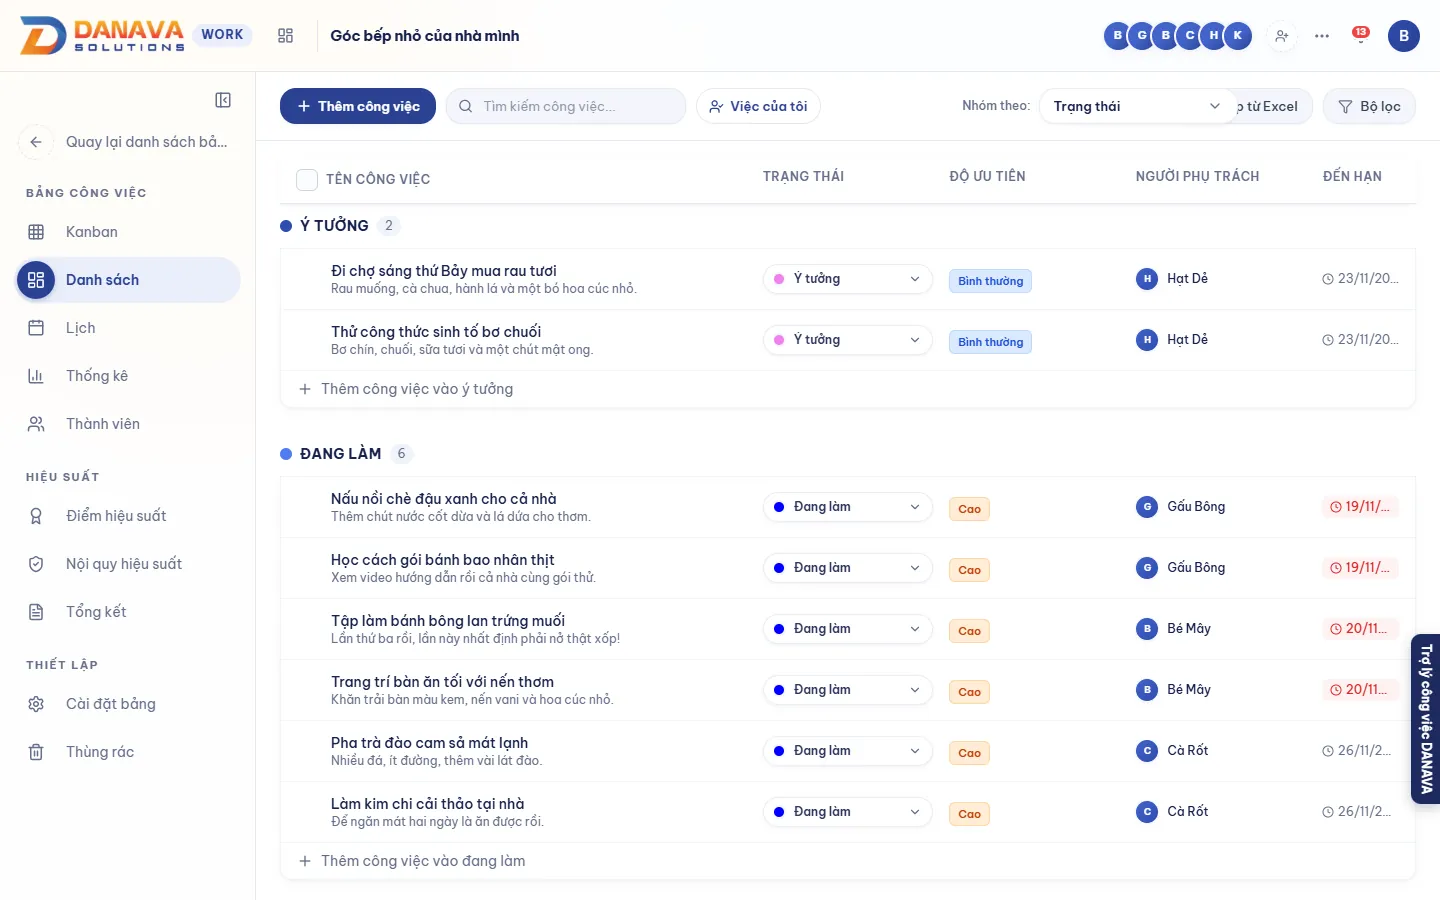 DANAVA
SOLUTIONS
WORK
Góc bếp nhỏ của nhà mình
B G B C H K
13
B
Quay lại danh sách bả...
BẢNG CÔNG VIỆC
Kanban
Danh sách
Lịch
Thống kê
Thành viên
HIỆU SUẤT
Điểm hiệu suất
Nội quy hiệu suất
Tổng kết
THIẾT LẬP
Cài đặt bảng
Thùng rác
Thêm công việc
Tìm kiếm công việc...
Việc của tôi
Nhóm theo:
Trạng thái
từ Excel
Bộ lọc
TÊN CÔNG VIỆC
TRẠNG THÁI
ĐỘ ƯU TIÊN
NGƯỜI PHỤ TRÁCH
ĐẾN HẠN
Ý TƯỞNG 2
Đi chợ sáng thứ Bảy mua rau tươi
Rau muống, cà chua, hành lá và một bó hoa cúc nhỏ.
Ý tưởng
Bình thường
H Hạt Dẻ
23/11/20...
Thử công thức sinh tố bơ chuối
Bơ chín, chuối, sữa tươi và một chút mật ong.
Ý tưởng
Bình thường
H Hạt Dẻ
23/11/20...
Thêm công việc vào ý tưởng
ĐANG LÀM 6
Nấu nồi chè đậu xanh cho cả nhà
Thêm chút nước cốt dừa và lá dứa cho thơm.
Đang làm
Cao
G Gấu Bông
19/11/...
Học cách gói bánh bao nhân thịt
Xem video hướng dẫn rồi cả nhà cùng gói thử.
Đang làm
Cao
G Gấu Bông
19/11/...
Tập làm bánh bông lan trứng muối
Lần thứ ba rồi, lần này nhất định phải nở thật xốp!
Đang làm
Cao
B Bé Mây
20/11...
Trang trí bàn ăn tối với nến thơm
Khăn trải bàn màu kem, nến vani và hoa cúc nhỏ.
Đang làm
Cao
B Bé Mây
20/11...
Pha trà đào cam sả mát lạnh
Nhiều đá, ít đường, thêm vài lát đào.
Đang làm
Cao
C Cà Rốt
26/11/2...
Làm kim chi cải thảo tại nhà
Để ngăn mát hai ngày là ăn được rồi.
Đang làm
Cao
C Cà Rốt
26/11/2...
Thêm công việc vào đang làm
Trợ lý công việc DANAVA